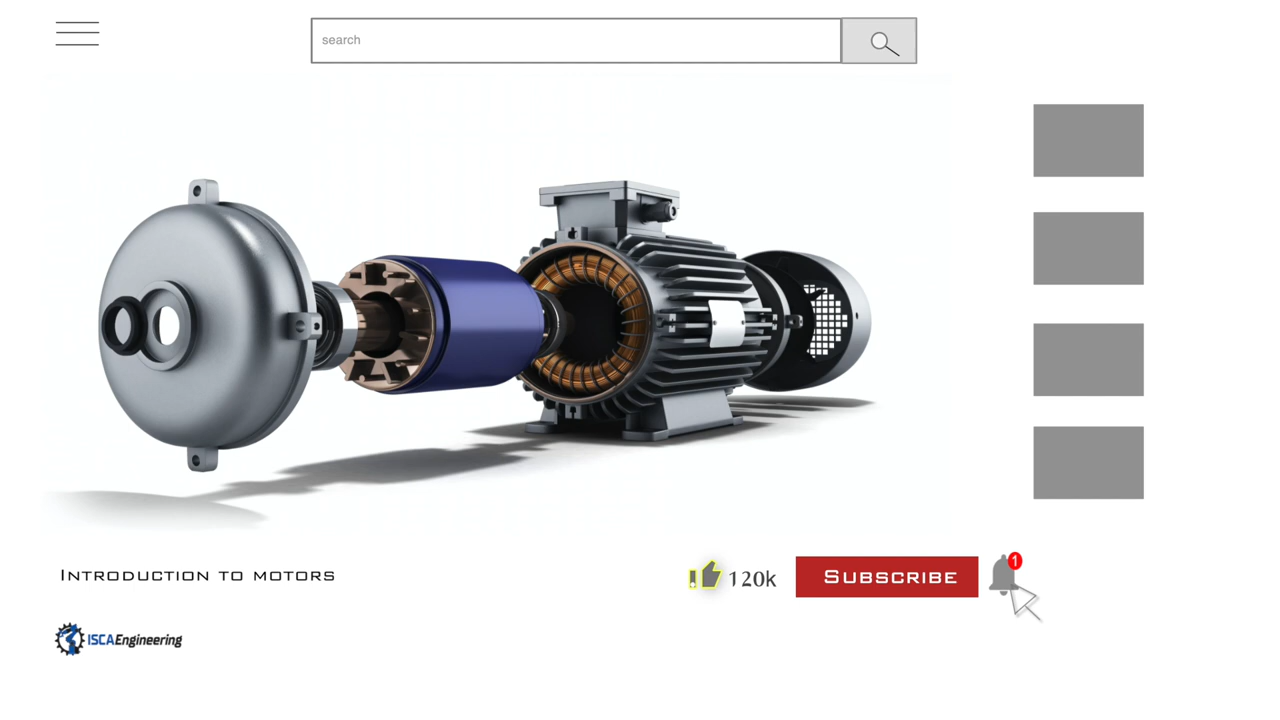 search
INTRODUCTION TO MOTORS
120k
SUBSCRIBE
1
ISCAEngineering